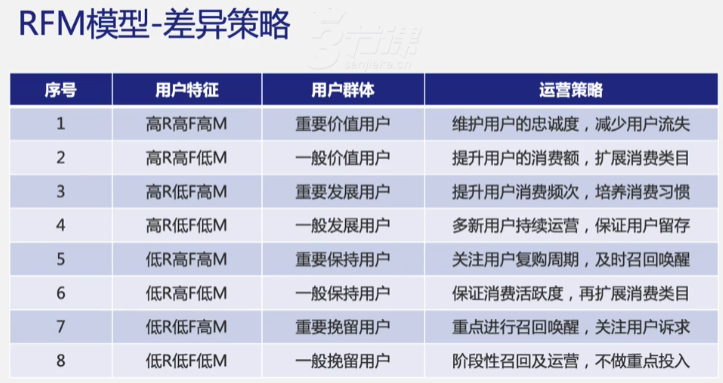 RFM模型-差异策略
三节课
sanjieke.cn
序号 用户特征 用户群体 运营策略
1 高R高F高M 重要价值用户 维护用户的忠诚度，减少用户流失
2 高R高F低M 一般价值用户 提升用户的消费额，扩展消费类目
3 高R低F高M 重要发展用户 提升用户消费频次，培养消费习惯
4 高R低F低M 一般发展用户 多新用户持续运营，保证用户留存
5 低R高F高M 重要保持用户 关注用户复购周期，及时召回唤醒
6 低R高F低M 一般保持用户 保证消费活跃度，再扩展消费类目
7 低R低F高M 重要挽留用户 重点进行召回唤醒，关注用户诉求
8 低R低F低M 一般挽留用户 阶段性召回及运营，不做重点投入